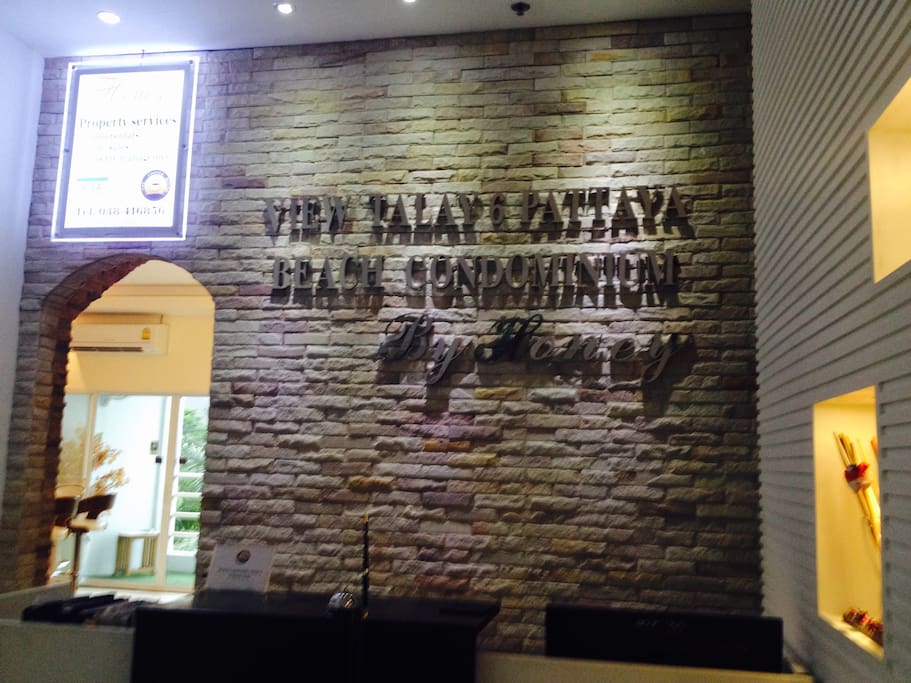 Property services
Tel. 038 416856
VIEW TALAY 6 PATTAYA
BEACH CONDOMINIUM
By Honey